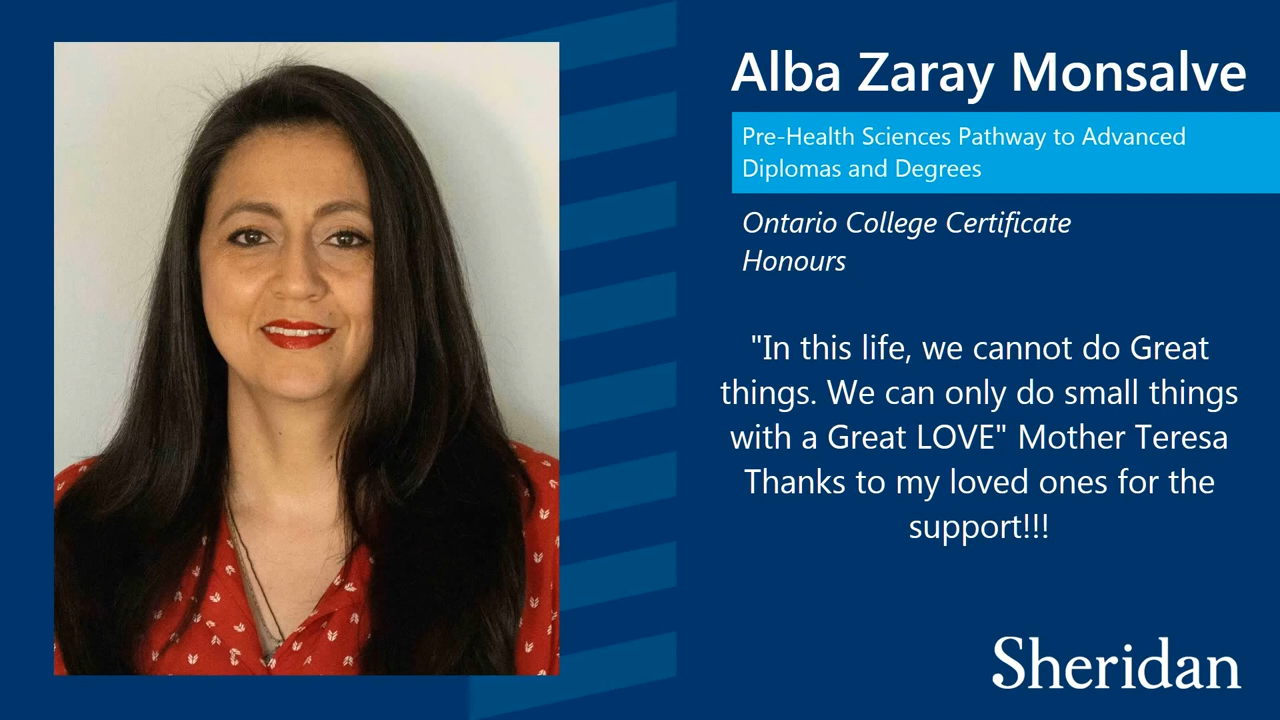 Alba Zaray Monsalve
Pre-Health Sciences Pathway to Advanced
Diplomas and Degrees
Ontario College Certificate
Honours
"In this life, we cannot do Great
things. We can only do small things
with a Great LOVE" Mother Teresa
Thanks to my loved ones for the
support!!!
Sheridan